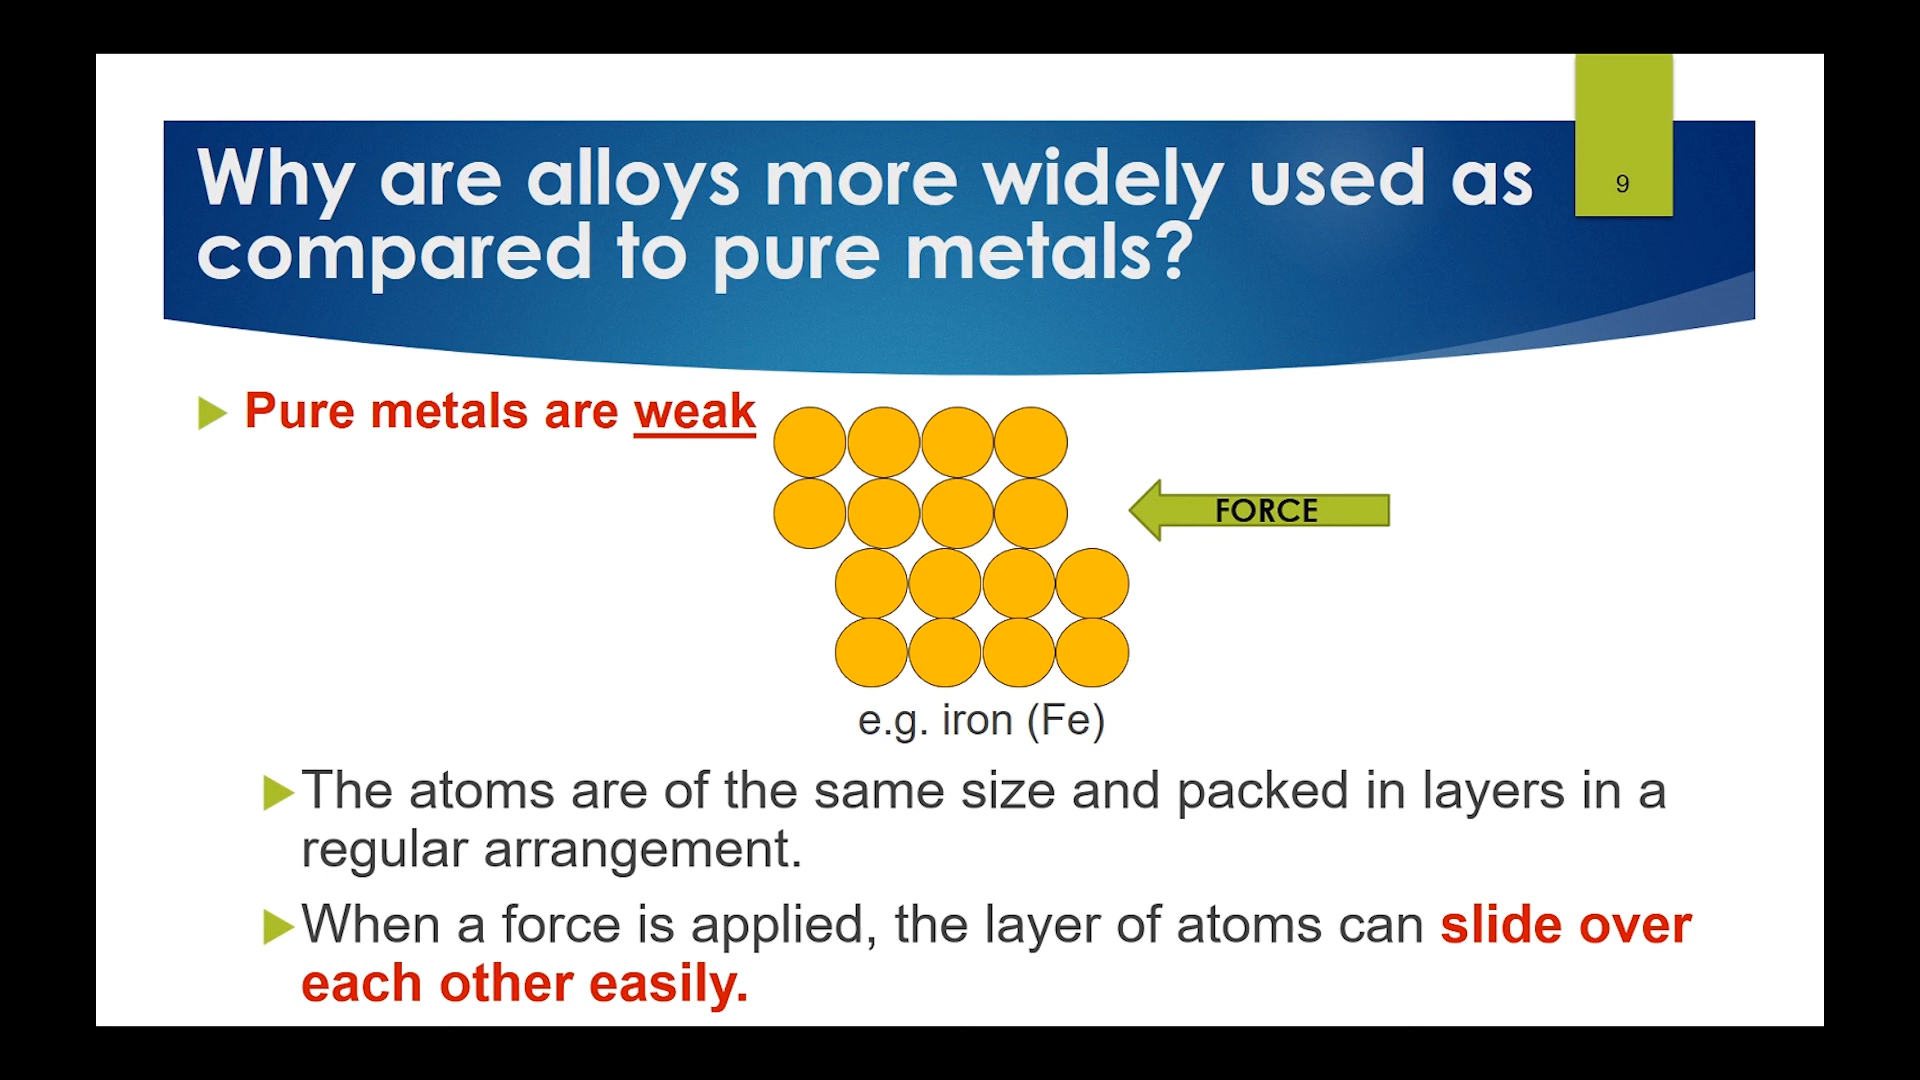 Why are alloys more widely used as
compared to pure metals?
9
Pure metals are weak
FORCE
e.g. iron (Fe)
The atoms are of the same size and packed in layers in a
regular arrangement.
When a force is applied, the layer of atoms can slide over
each other easily.